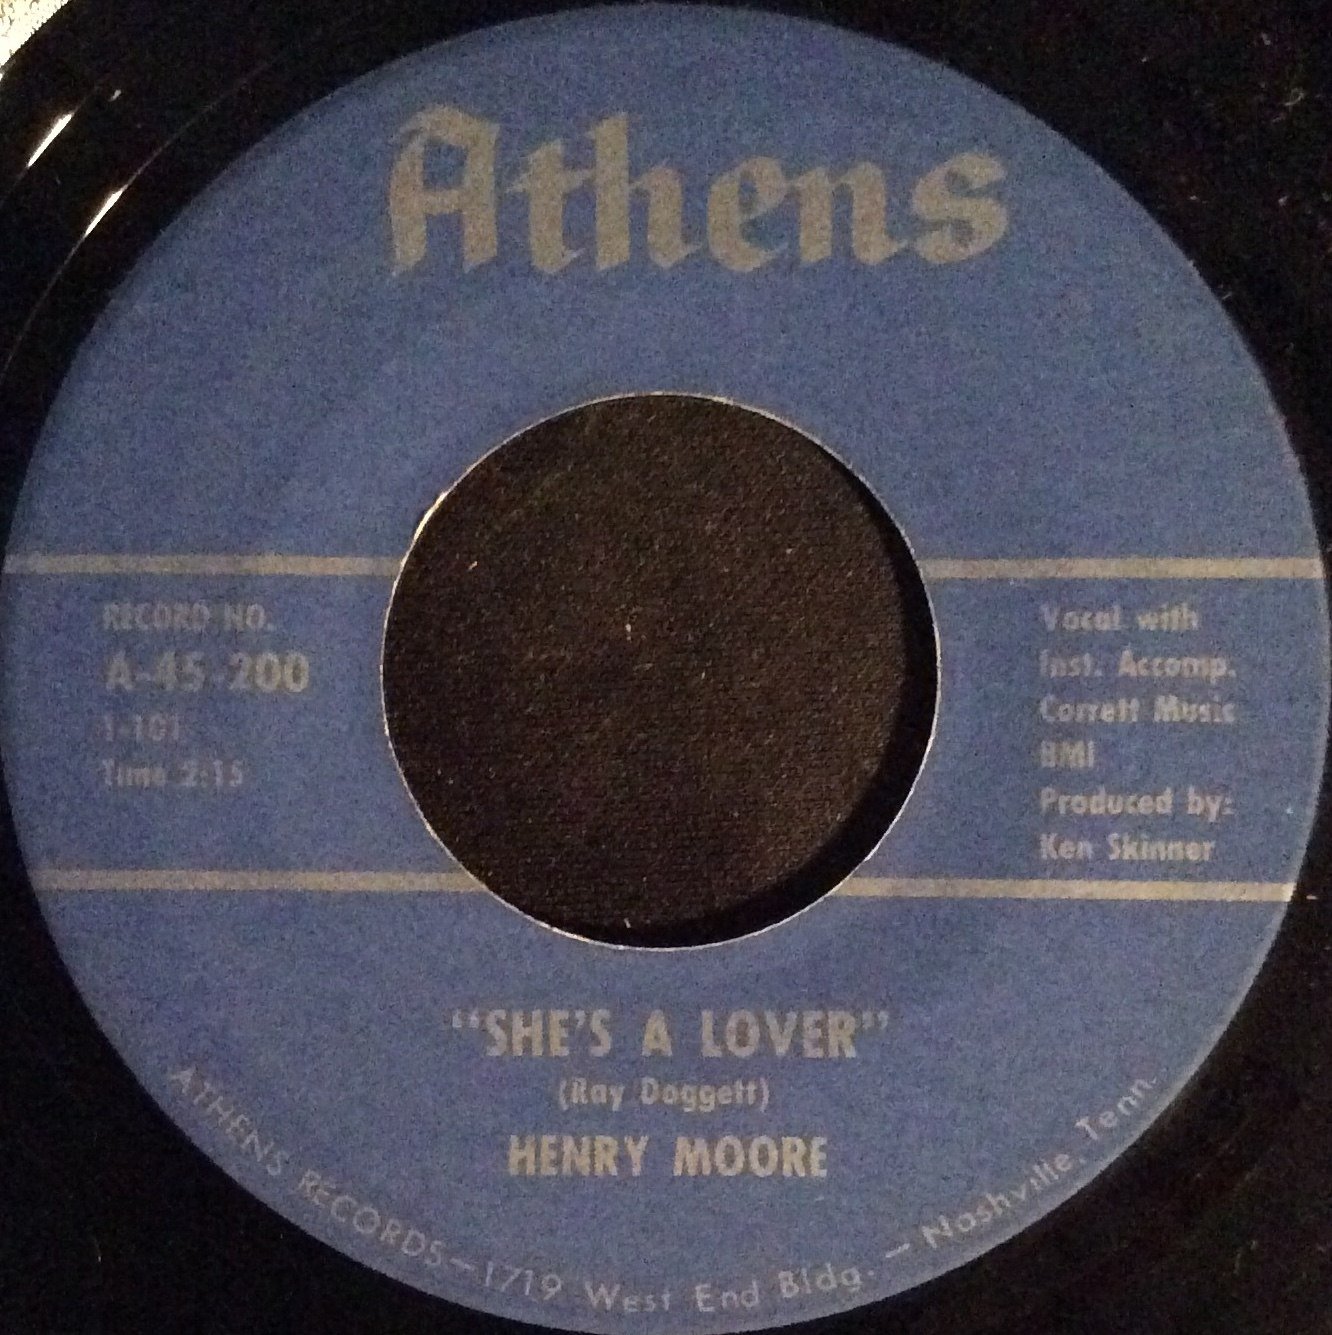 Athens
RECORD NO.
A-45-200
1-101
Time 2:15
Vocal with
Inst. Accomp.
Correll Music
BMI
Produced by:
Ken Skinner
"SHE'S A LOVER"
(Ray Doggett)
HENRY MOORE
ATHENS RECORDS—1719 West End Bldg. — Nashville, Tenn.